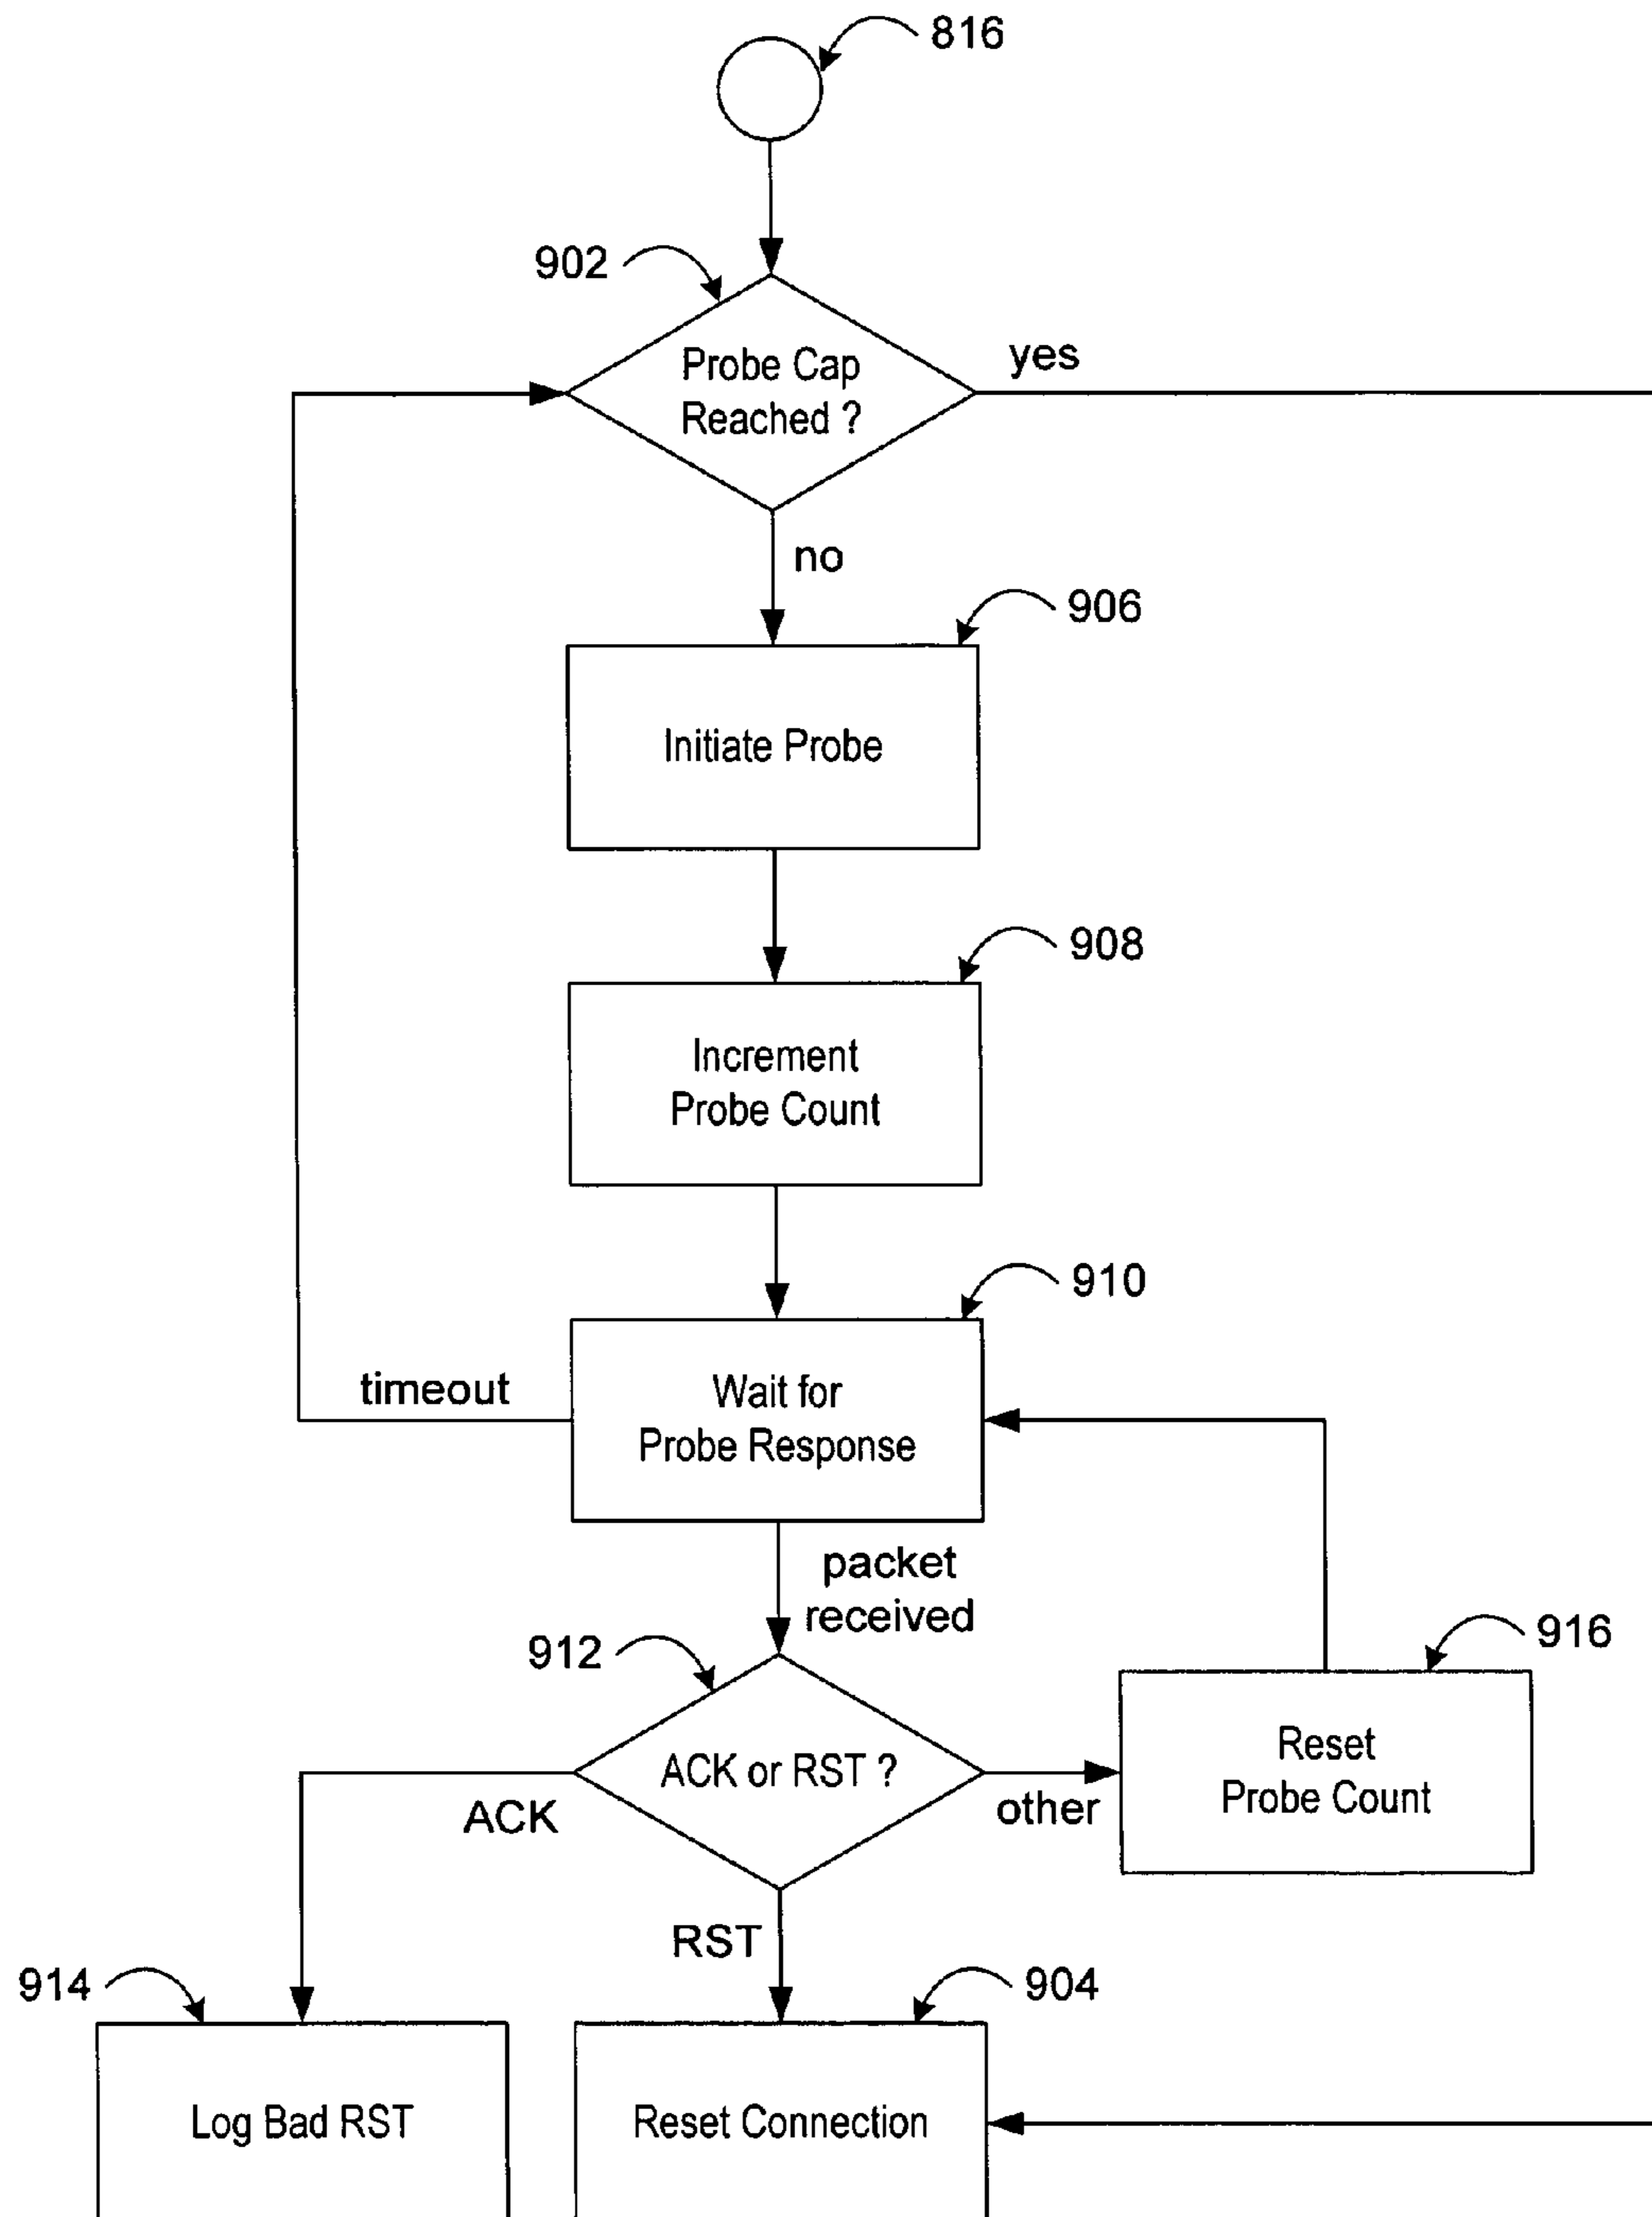 816
902
Probe Cap
Reached ?
yes
no
906
Initiate Probe
908
Increment
Probe Count
910
timeout
Wait for
Probe Response
packet
received
912
916
ACK or RST ?
Reset
Probe Count
ACK
other
RST
914
904
Log Bad RST
Reset Connection